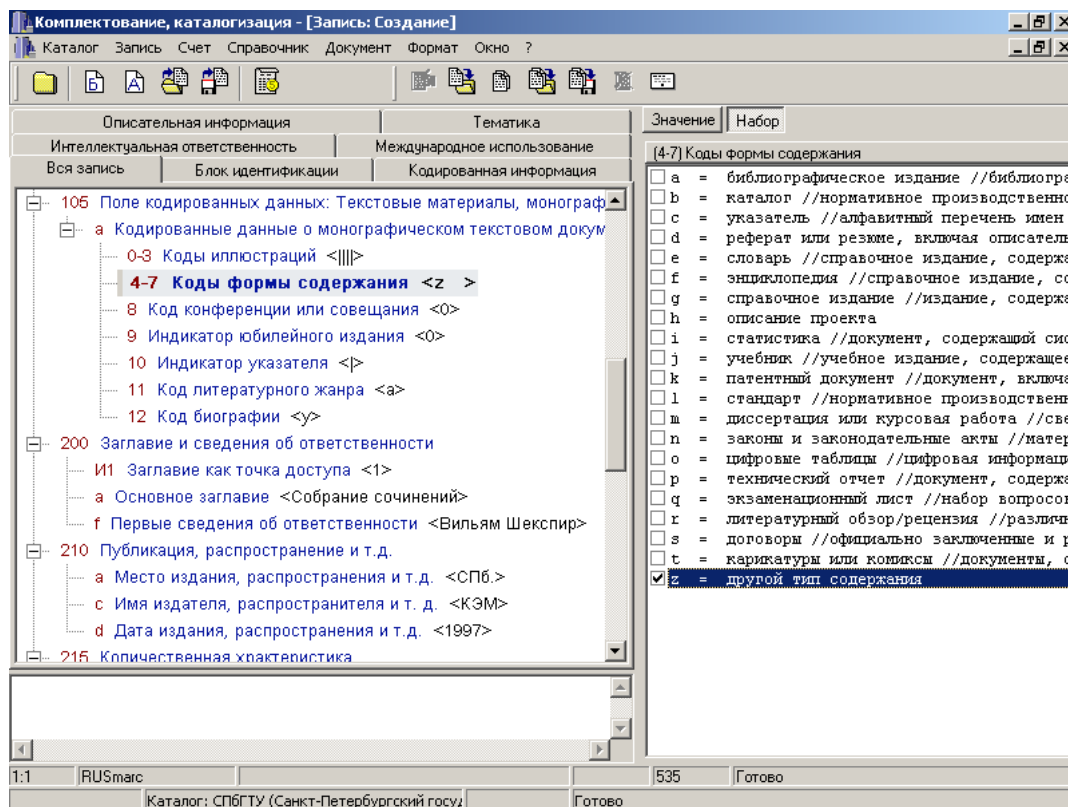 Комплектование, каталогизация - [Запись: Создание]
Каталог Запись Счет Справочник Документ Формат Окно ?
Б А
Описательная информация Тематика
Интеллектуальная ответственность Международное использование
Вся запись Блок идентификации Кодированная информация
105 Поле кодированных данных: Текстовые материалы, монограф
a Кодированные данные о монографическом текстовом докум
0-3 Коды иллюстраций <||||>
4-7 Коды формы содержания <z >
8 Код конференции или совещания <0>
9 Индикатор юбилейного издания <0>
10 Индикатор указателя <|>
11 Код литературного жанра <a>
12 Код биографии <y>
200 Заглавие и сведения об ответственности
И1 Заглавие как точка доступа <1>
a Основное заглавие <Собрание сочинений>
f Первые сведения об ответственности <Вильям Шекспир>
210 Публикация, распространение и т.д.
a Место издания, распространения и т.д. <СПб.>
c Имя издателя, распространителя и т. д. <КЭМ>
d Дата издания, распространения и т.д. <1997>
215 Количественная храктеристика
Значение Набор
(4-7) Коды формы содержания
a = библиографическое издание //библиогра
b = каталог //нормативное производственно
c = указатель //алфавитный перечень имен
d = реферат или резюме, включая описатель
e = словарь //справочное издание, содержа
f = энциклопедия //справочное издание, со
g = справочное издание //издание, содержа
h = описание проекта
i = статистика //документ, содержащий сис
j = учебник //учебное издание, содержащее
k = патентный документ //документ, включа
l = стандарт //нормативное производственн
m = диссертация или курсовая работа //све
n = законы и законодательные акты //матер
o = цифровые таблицы //цифровая информаци
p = технический отчет //документ, содержа
q = экзаменационный лист //набор вопросов
r = литературный обзор/рецензия //различн
s = договоры //официально заключенные и р
t = карикатуры или комиксы //документы, с
z = другой тип содержания
1:1 RUSmarc 535 Готово
Каталог: СПбГТУ (Санкт-Петербургский госуд Готово